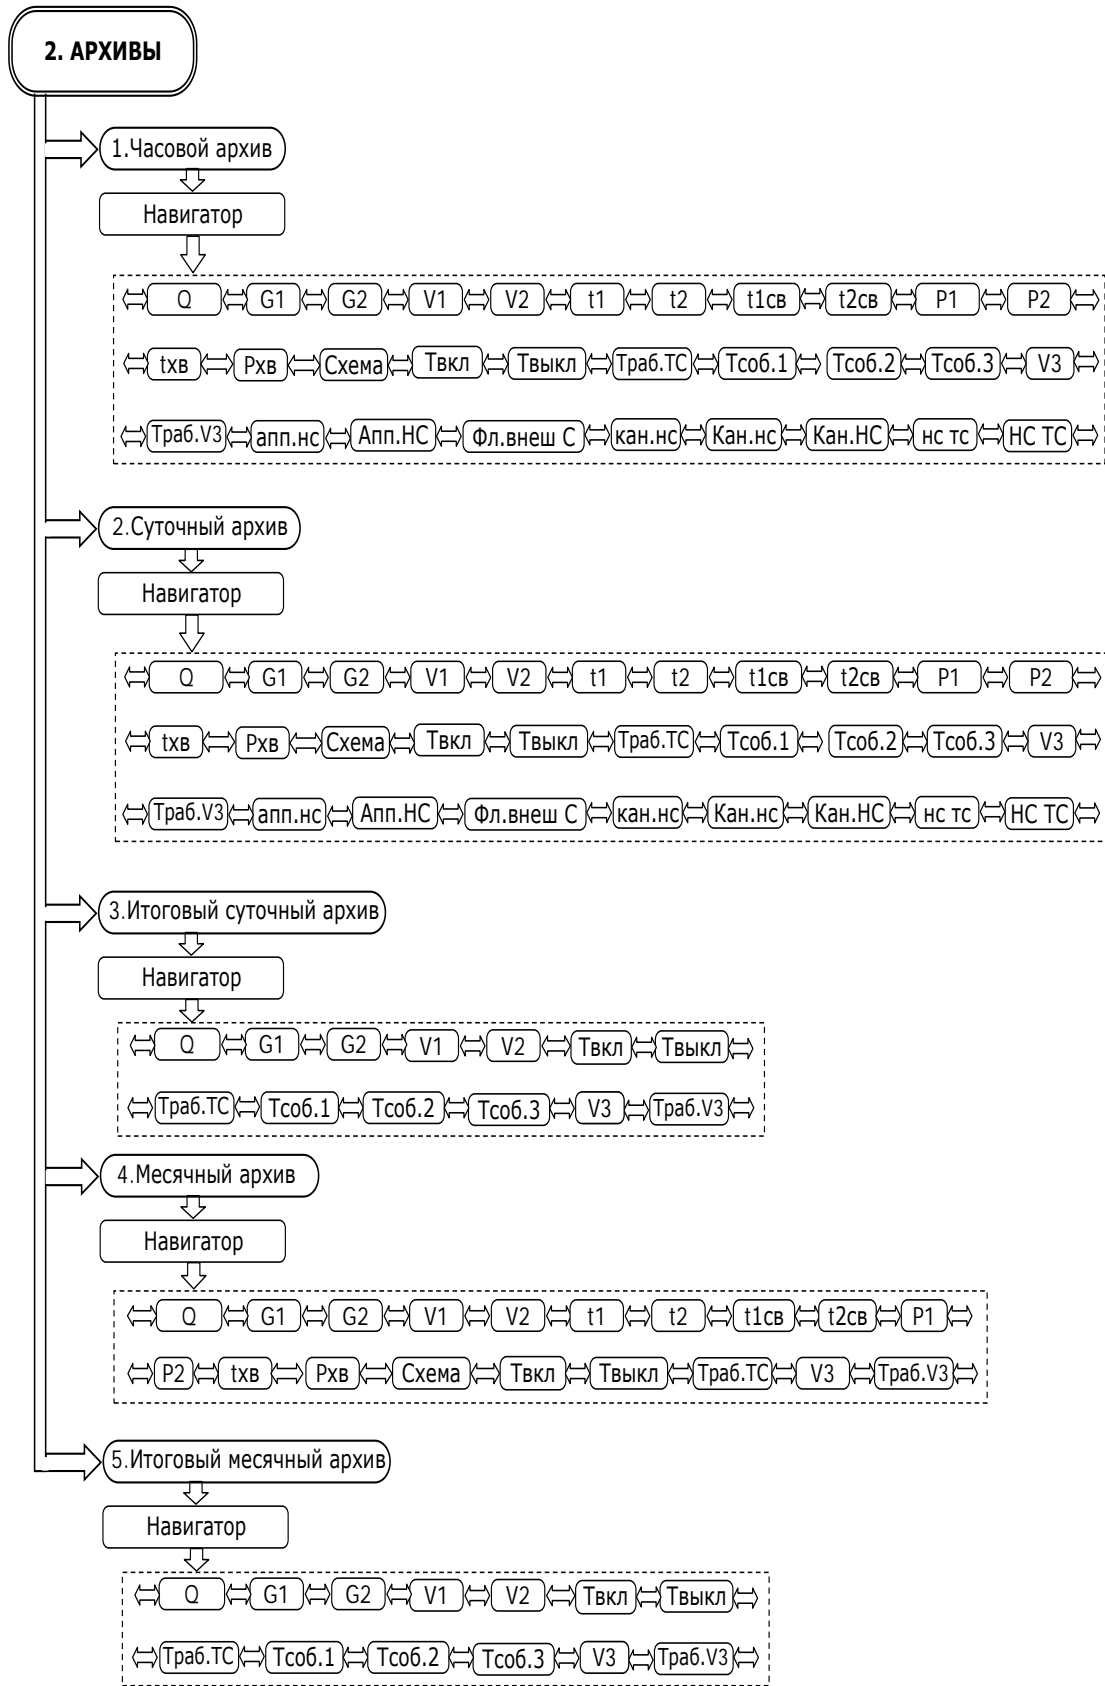 2. АРХИВЫ
1.Часовой архив
Навигатор
Q G1 G2 V1 V2 t1 t2 t1св t2св P1 P2
tхв Рхв Схема Твкл Твыкл Траб.ТС Тсоб.1 Тсоб.2 Тсоб.3 V3
Траб.V3 апп.нс Апп.НС Фл.внеш С кан.нс Кан.нс Кан.НС нс тс НС ТС
2.Суточный архив
Навигатор
Q G1 G2 V1 V2 t1 t2 t1св t2св P1 P2
tхв Рхв Схема Твкл Твыкл Траб.ТС Тсоб.1 Тсоб.2 Тсоб.3 V3
Траб.V3 апп.нс Апп.НС Фл.внеш С кан.нс Кан.нс Кан.НС нс тс НС ТС
3.Итоговый суточный архив
Навигатор
Q G1 G2 V1 V2 Твкл Твыкл
Траб.ТС Тсоб.1 Тсоб.2 Тсоб.3 V3 Траб.V3
4.Месячный архив
Навигатор
Q G1 G2 V1 V2 t1 t2 t1св t2св P1
P2 tхв Рхв Схема Твкл Твыкл Траб.ТС V3 Траб.V3
5.Итоговый месячный архив
Навигатор
Q G1 G2 V1 V2 Твкл Твыкл
Траб.ТС Тсоб.1 Тсоб.2 Тсоб.3 V3 Траб.V3